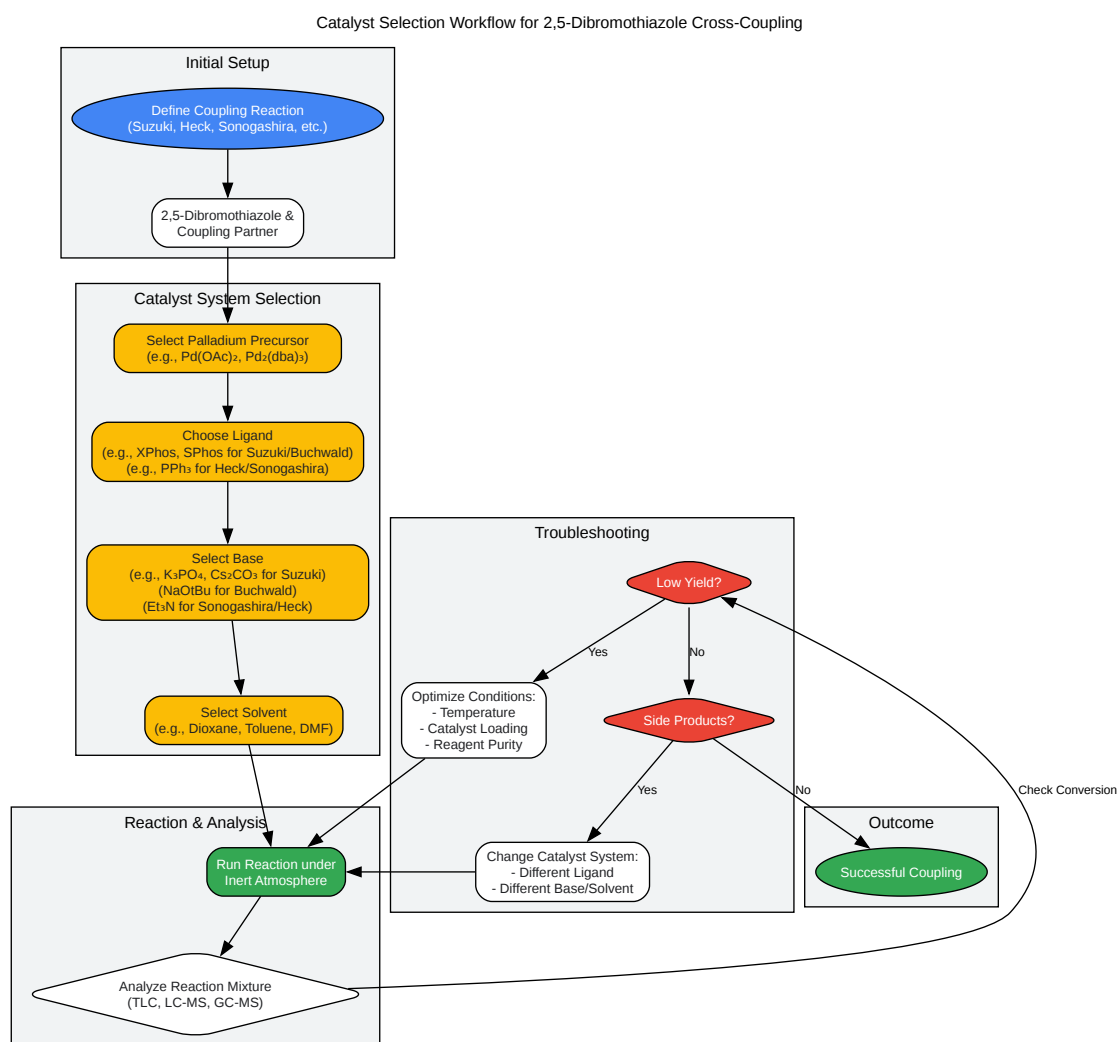 Catalyst Selection Workflow for 2,5-Dibromothiazole Cross-Coupling
Initial Setup
Define Coupling Reaction
(Suzuki, Heck, Sonogashira, etc.)
2,5-Dibromothiazole &
Coupling Partner
Catalyst System Selection
Select Palladium Precursor
(e.g., Pd(OAc)₂, Pd₂(dba)₃)
Choose Ligand
(e.g., XPhos, SPhos for Suzuki/Buchwald)
(e.g., PPh₃ for Heck/Sonogashira)
Select Base
(e.g., K₃PO₄, Cs₂CO₃ for Suzuki)
(NaOtBu for Buchwald)
(Et₃N for Sonogashira/Heck)
Select Solvent
(e.g., Dioxane, Toluene, DMF)
Troubleshooting
Low Yield?
Yes
No
Optimize Conditions:
- Temperature
- Catalyst Loading
- Reagent Purity
Side Products?
Yes
No
Check Conversion
Change Catalyst System:
- Different Ligand
- Different Base/Solvent
Reaction & Analysis
Run Reaction under
Inert Atmosphere
Analyze Reaction Mixture
(TLC, LC-MS, GC-MS)
Outcome
Successful Coupling